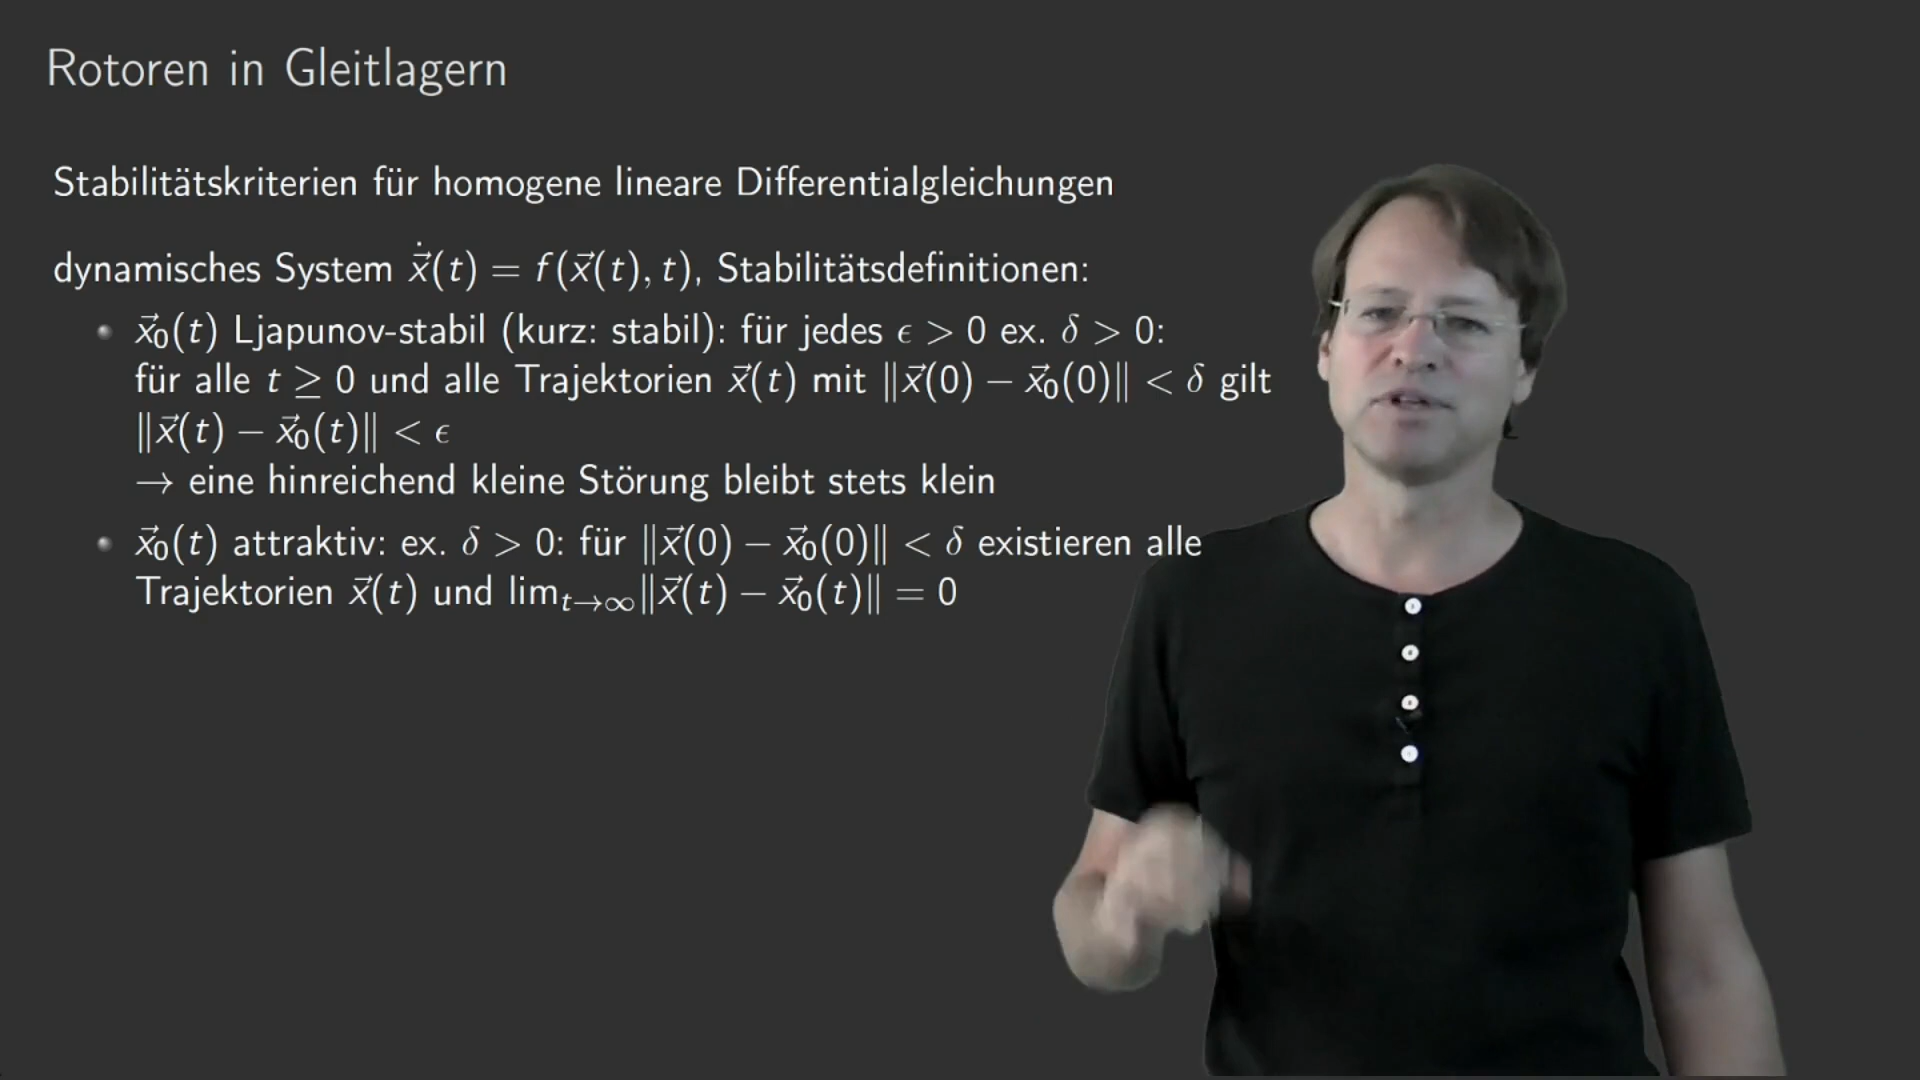 Rotoren in Gleitlagern
Stabilitätskriterien für homogene lineare Differentialgleichungen
dynamisches System $\dot{\vec{x}}(t) = f(\vec{x}(t), t)$, Stabilitätsdefinitionen:
• $\vec{x}_0(t)$ Ljapunov-stabil (kurz: stabil): für jedes $\epsilon > 0$ ex. $\delta > 0$:
für alle $t \geq 0$ und alle Trajektorien $\vec{x}(t)$ mit $\|\vec{x}(0) - \vec{x}_0(0)\| < \delta$ gilt
$\|\vec{x}(t) - \vec{x}_0(t)\| < \epsilon$
→ eine hinreichend kleine Störung bleibt stets klein
• $\vec{x}_0(t)$ attraktiv: ex. $\delta > 0$: für $\|\vec{x}(0) - \vec{x}_0(0)\| < \delta$ existieren alle
Trajektorien $\vec{x}(t)$ und $\lim_{t \to \infty} \|\vec{x}(t) - \vec{x}_0(t)\| = 0$